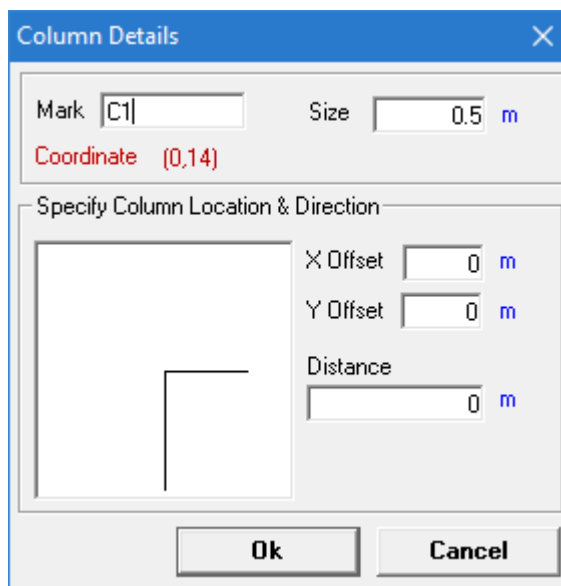 Column Details
Mark C1 Size 0.5 m
Coordinate (0,14)
Specify Column Location & Direction
X Offset 0 m
Y Offset 0 m
Distance
0 m
Ok Cancel